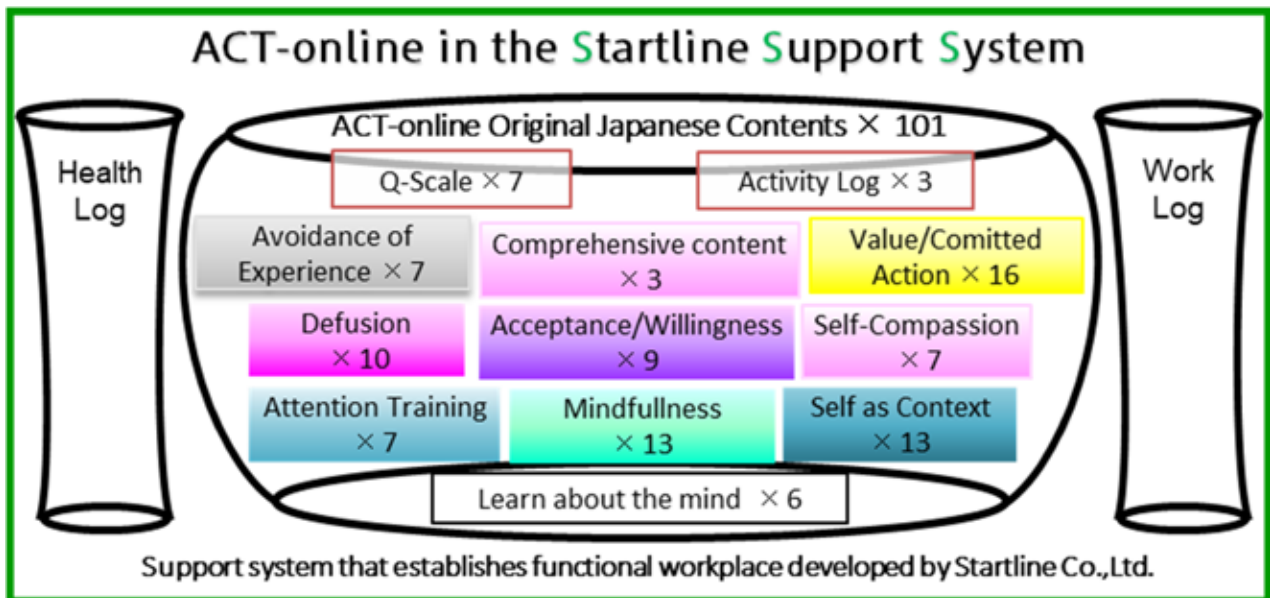 ACT-online in the Startline Support System
ACT-online Original Japanese Contents × 101
Health
Log
Work
Log
Q-Scale × 7
Activity Log × 3
Avoidance of
Experience × 7
Comprehensive content
× 3
Value/Comitted
Action × 16
Defusion
× 10
Acceptance/Willingness
× 9
Self-Compassion
× 7
Attention Training
× 7
Mindfullness
× 13
Self as Context
× 13
Learn about the mind × 6
Support system that establishes functional workplace developed by Startline Co.,Ltd.